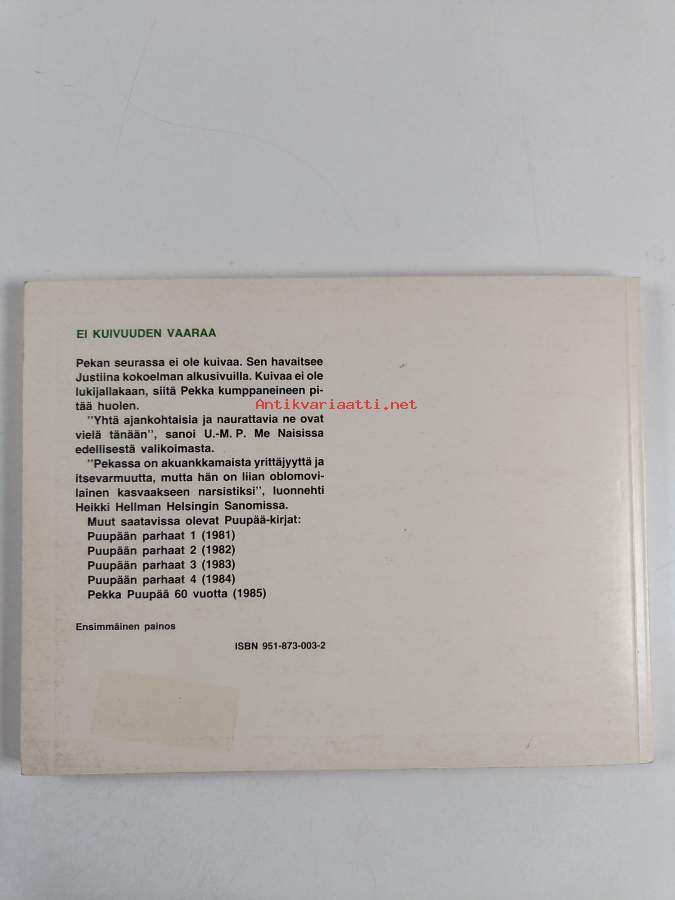 EI KUIVUUDEN VAARAA
Pekan seurassa ei ole kuivaa. Sen havaitsee
Justiina kokoelman alkusivuilla. Kuivaa ei ole
lukijallakaan, siitä Pekka kumppaneineen pi-
tää huolen.
Antikvariaatti.net
"Yhtä ajankohtaisia ja naurattavia ne ovat
vielä tänään", sanoi U.-M. P. Me Naisissa
edellisestä valikoimasta.
"Pekassa on akuankkamaista yrittäjyyttä ja
itsevarmuutta, mutta hän on liian oblomovi-
lainen kasvaakseen narsistiksi", luonnehti
Heikki Hellman Helsingin Sanomissa.
Muut saatavissa olevat Puupää-kirjat:
Puupään parhaat 1 (1981)
Puupään parhaat 2 (1982)
Puupään parhaat 3 (1983)
Puupään parhaat 4 (1984)
Pekka Puupää 60 vuotta (1985)
Ensimmäinen painos
ISBN 951-873-003-2